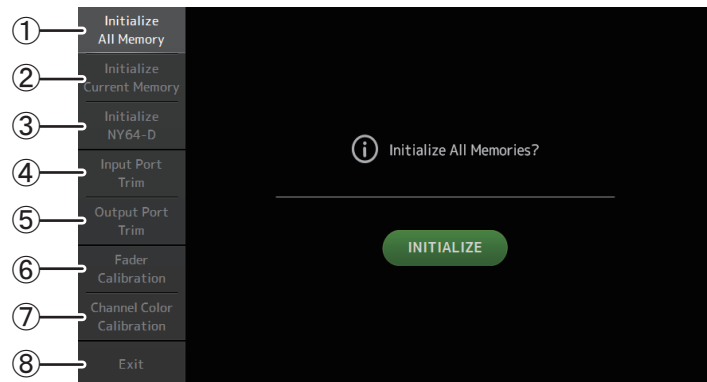 ① Initialize
All Memory
② Initialize
Current Memory
③ Initialize
NY64-D
④ Input Port
Trim
⑤ Output Port
Trim
⑥ Fader
Calibration
⑦ Channel Color
Calibration
⑧ Exit
Initialize All Memories?
INITIALIZE